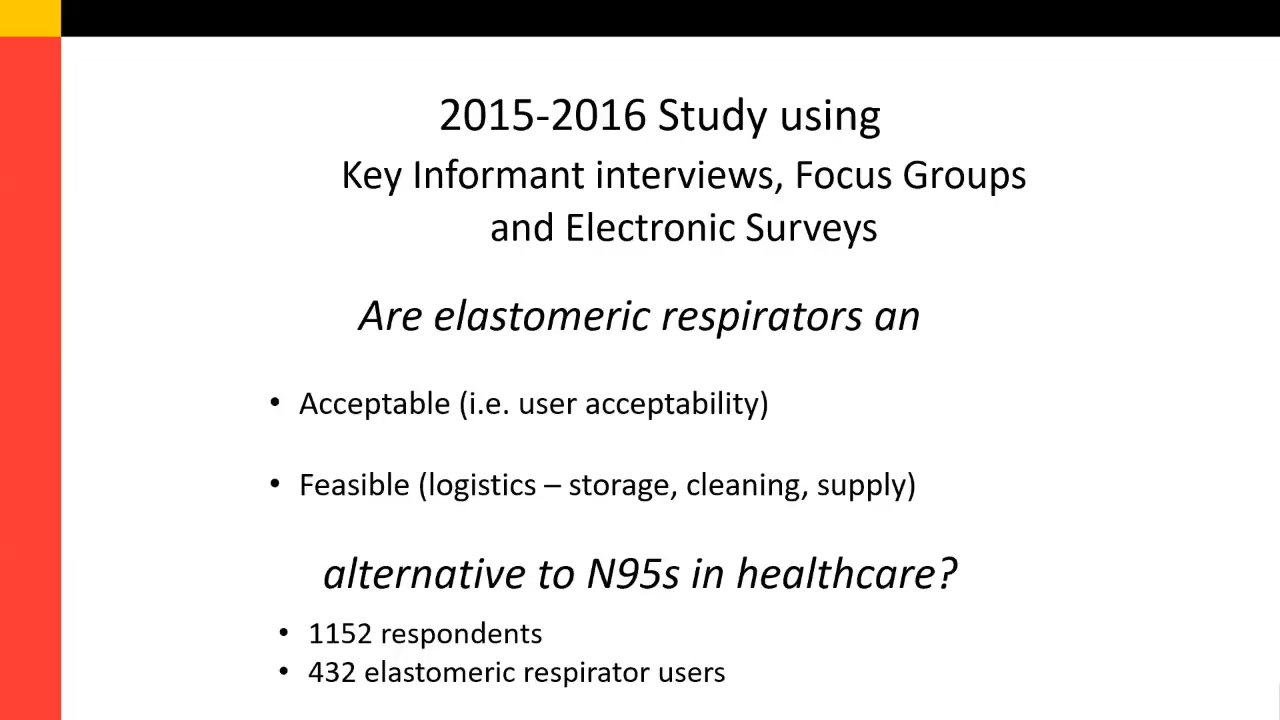 2015-2016 Study using
Key Informant interviews, Focus Groups
and Electronic Surveys
Are elastomeric respirators an
• Acceptable (i.e. user acceptability)
• Feasible (logistics – storage, cleaning, supply)
alternative to N95s in healthcare?
• 1152 respondents
• 432 elastomeric respirator users